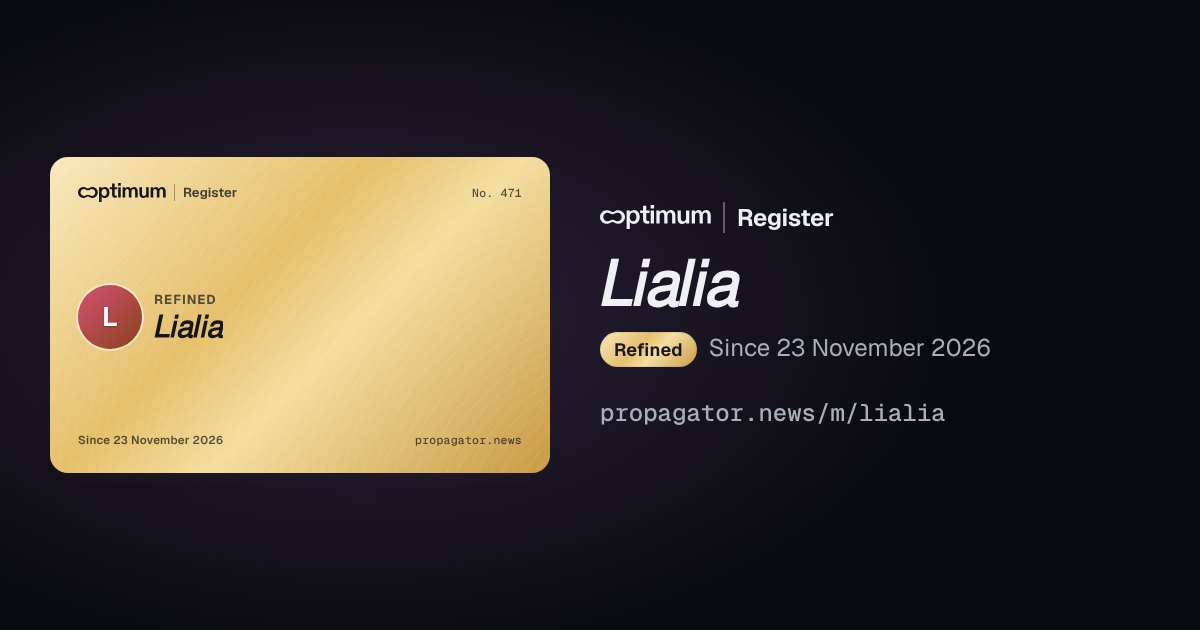 optimum | Register
No. 471
L
REFINED
Lialia
Since 23 November 2026
propagator.news
optimum | Register
Lialia
Refined
Since 23 November 2026
propagator.news/m/lialia